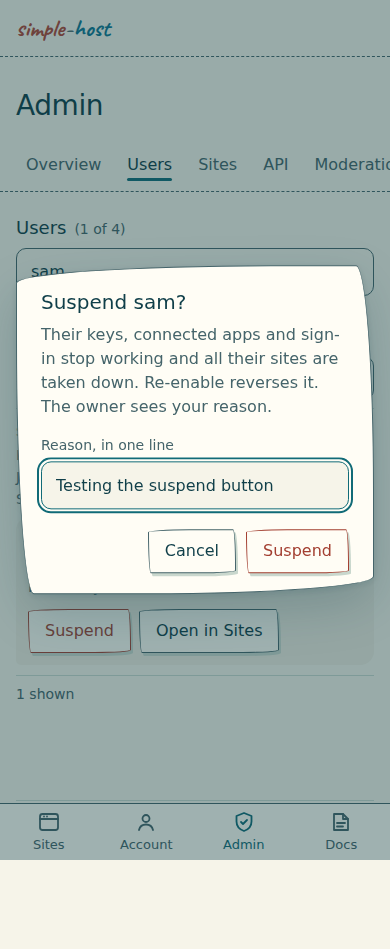 simple-host
Admin
Overview Users Sites API Moderatio
Users (1 of 4)
sam
Suspend sam?
Their keys, connected apps and sign-
in stop working and all their sites are
taken down. Re-enable reverses it.
The owner sees your reason.
Reason, in one line
Testing the suspend button
Cancel Suspend
Suspend Open in Sites
1 shown
Sites Account Admin Docs